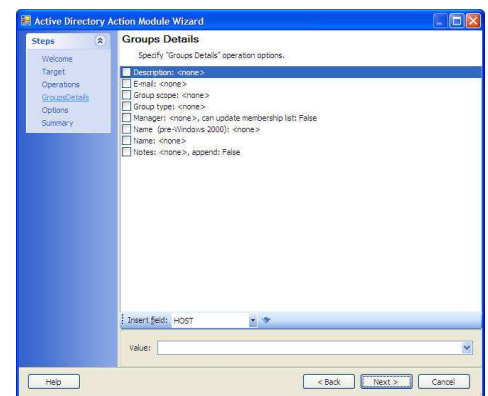 Active Directory Action Module Wizard
Steps
Welcome
Target
Operations
GroupsDetails
Options
Summary
Groups Details
Specify "Groups Details" operation options.
Description: <none>
E-mail: <none>
Group scope: <none>
Group type: <none>
Manager: <none>, can update membership list: False
Name (pre-Windows 2000): <none>
Name: <none>
Notes: <none>, append: False
Insert field: HOST
Value:
Help
< Back
Next >
Cancel